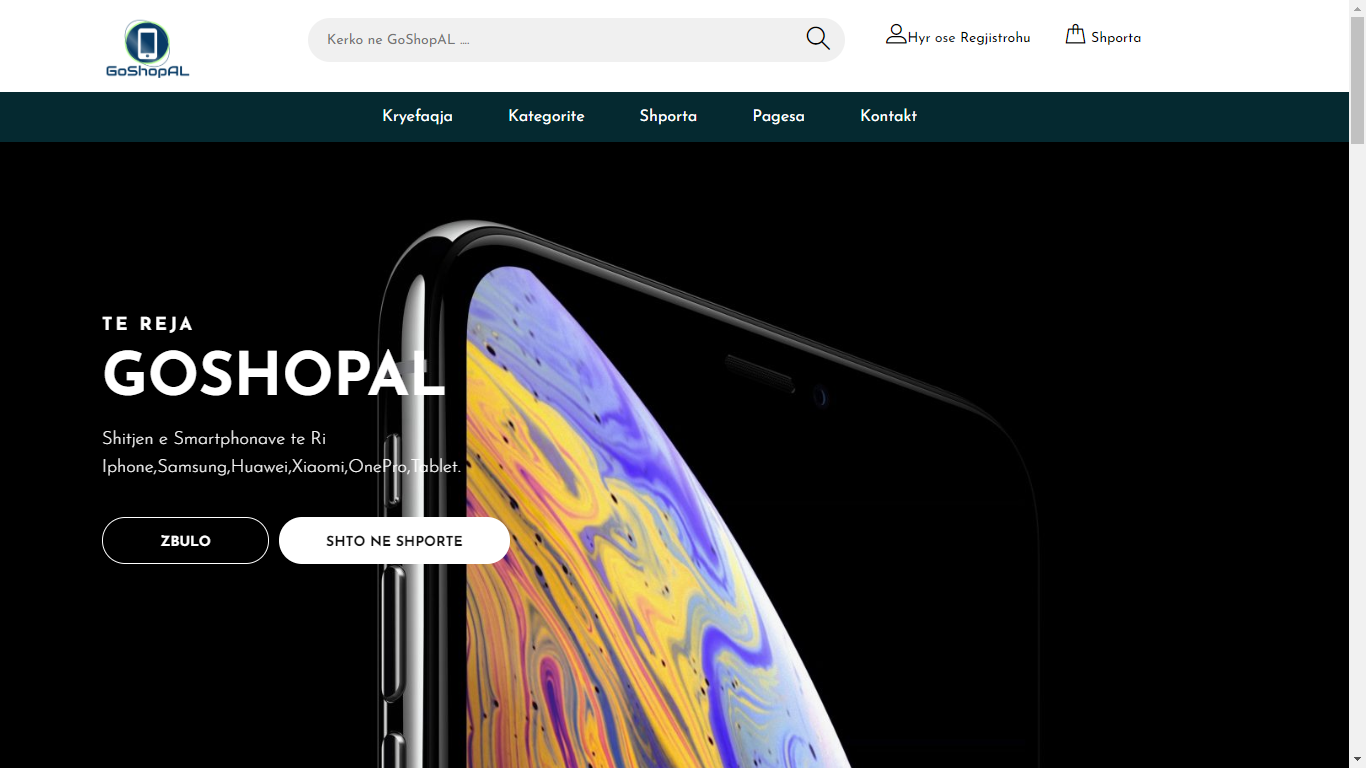 GoShopAL
Kerko ne GoShopAL ....
Hyr ose Regjistrohu
Shporta
Kryefaqja Kategorite Shporta Pagesa Kontakt
TE REJA
GOSHOPAL
Shitjen e Smartphonave te Ri
Iphone,Samsung,Huawei,Xiaomi,OnePro,Tablet.
ZBULO SHTO NE SHPORTE